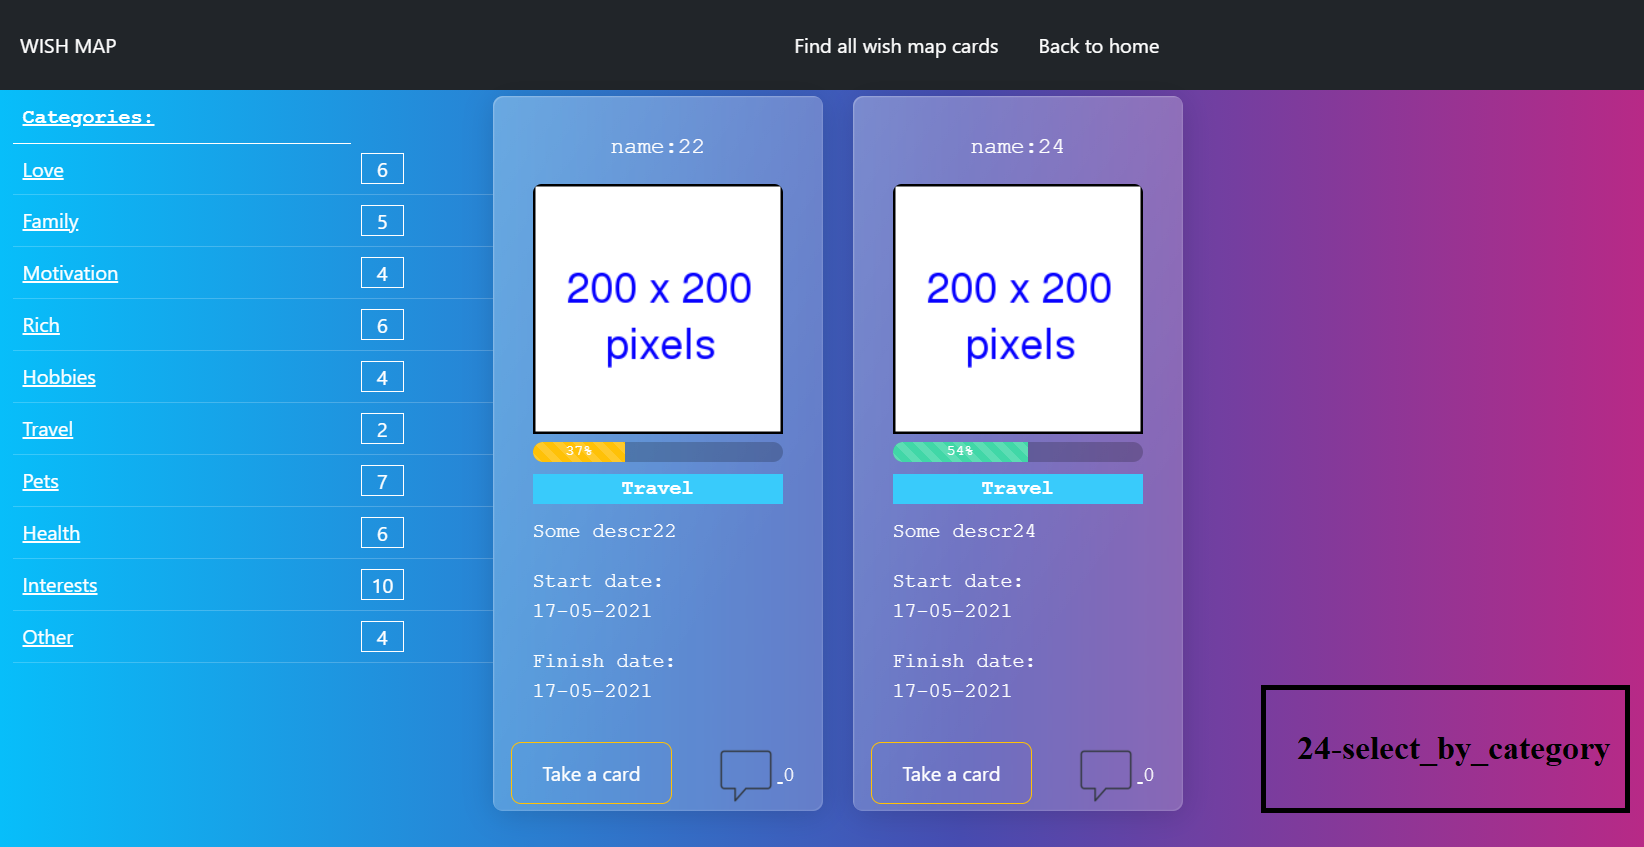 WISH MAP
Find all wish map cards
Back to home
Categories:
Love 6
Family 5
Motivation 4
Rich 6
Hobbies 4
Travel 2
Pets 7
Health 6
Interests 10
Other 4
name:22
200 x 200
pixels
37%
Travel
Some descr22
Start date:
17-05-2021
Finish date:
17-05-2021
Take a card
0
name:24
200 x 200
pixels
54%
Travel
Some descr24
Start date:
17-05-2021
Finish date:
17-05-2021
Take a card
0
24-select_by_category